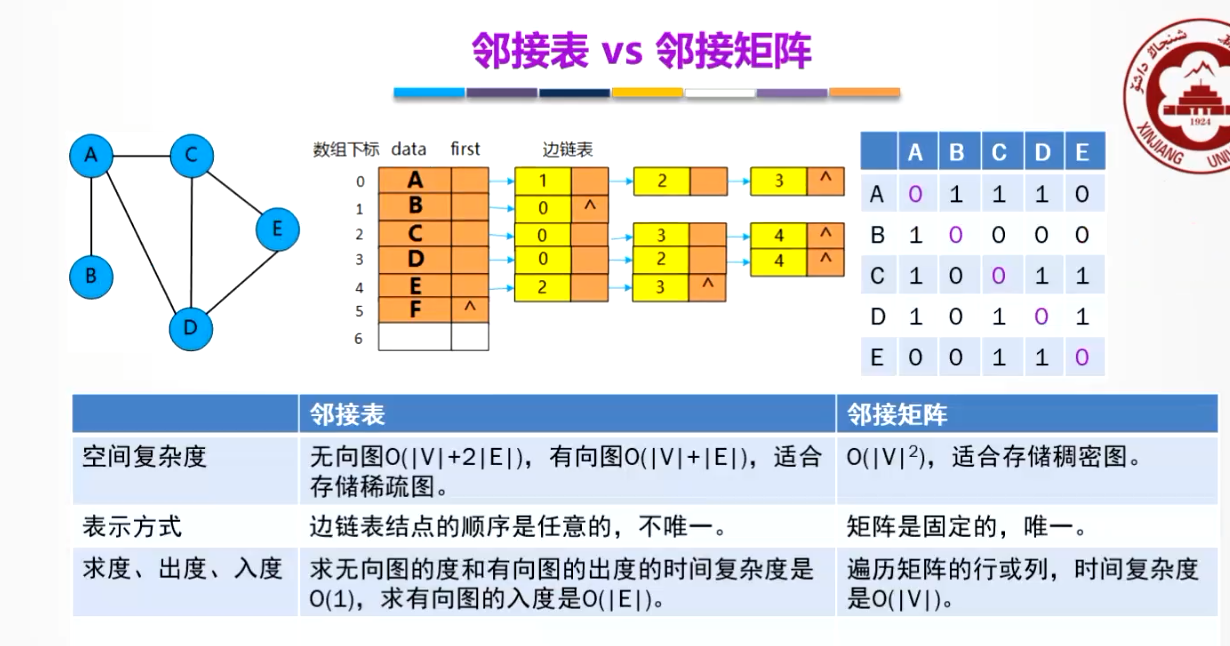 邻接表 vs 邻接矩阵
A
C
E
B
D
数组下标 data first 边链表
0 A 1 2 3 ^
1 B 0 ^
2 C 0 3 4 ^
3 D 0 2 4 ^
4 E 2 3 ^
5 F ^
6
A B C D E
A 0 1 1 1 0
B 1 0 0 0 0
C 1 0 0 1 1
D 1 0 1 0 1
E 0 0 1 1 0
1924
XINJIANG UNI
邻接表 邻接矩阵
空间复杂度 无向图O(|V|+2|E|)，有向图O(|V|+|E|)，适合 O(|V|²)，适合存储稠密图。
存储稀疏图。
表示方式 边链表结点的顺序是任意的，不唯一。 矩阵是固定的，唯一。
求度、出度、入度 求无向图的度和有向图的出度的时间复杂度是 遍历矩阵的行或列，时间复杂度
O(1)，求有向图的入度是O(|E|)。 是O(|V|)。